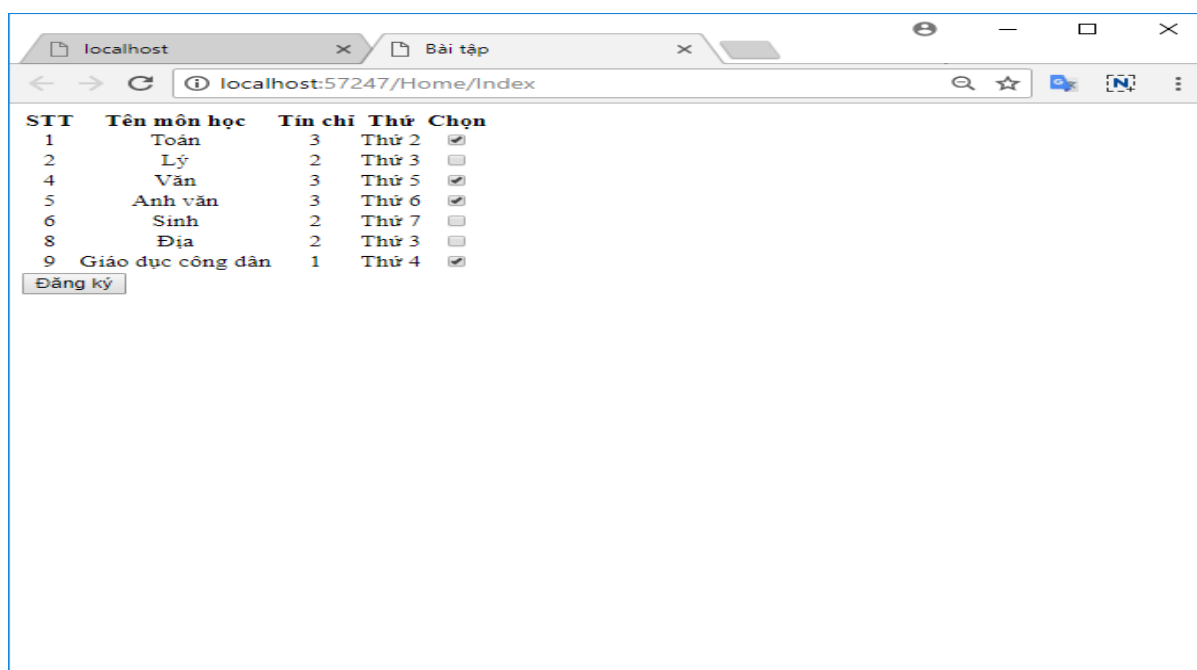 localhost Bài tập
localhost:57247/Home/Index
STT Tên môn học Tín chỉ Thứ Chọn
1 Toán 3 Thứ 2
2 Lý 2 Thứ 3
4 Văn 3 Thứ 5
5 Anh văn 3 Thứ 6
6 Sinh 2 Thứ 7
8 Địa 2 Thứ 3
9 Giáo dục công dân 1 Thứ 4
Đăng ký